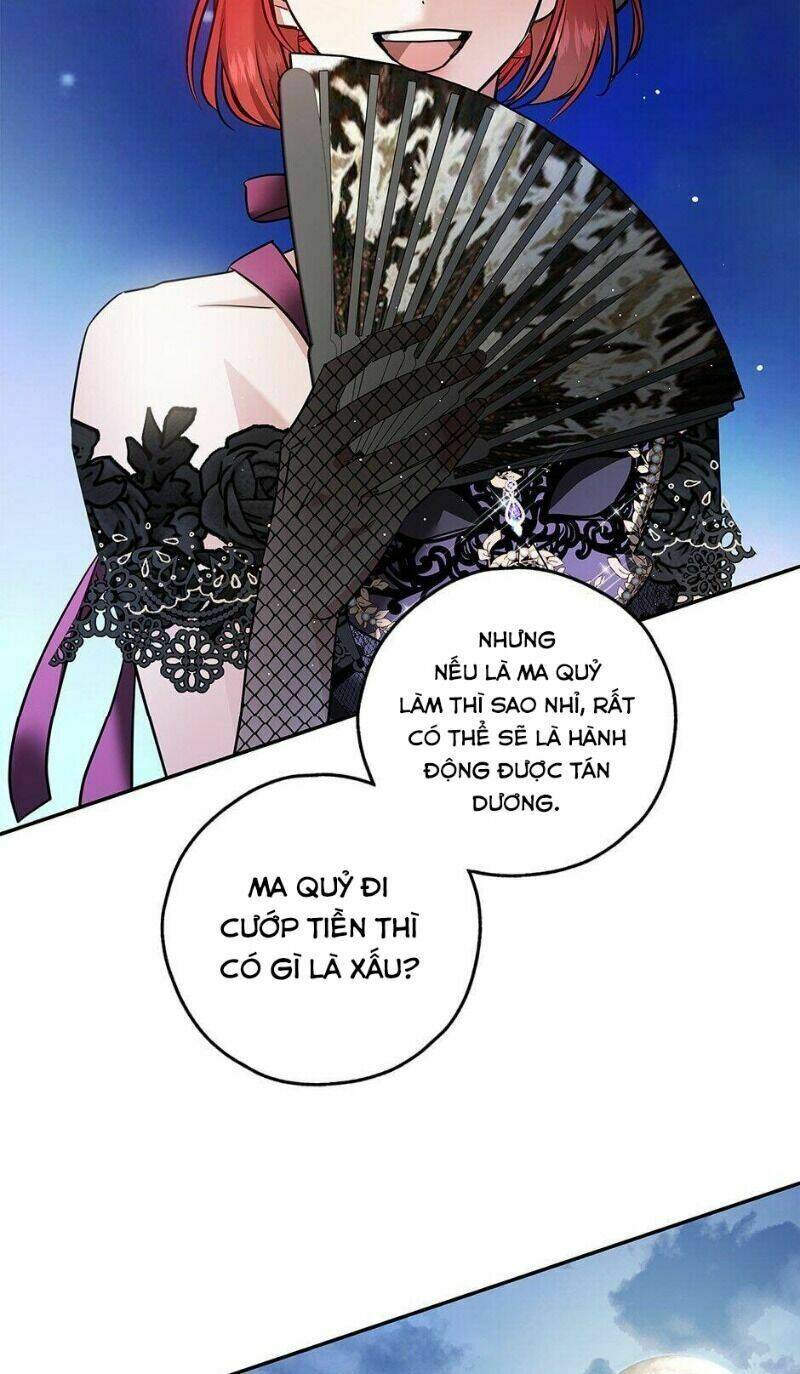 NHƯNG
NẾU LÀ MA QUỶ
LÀM THÌ SAO NHỈ, RẤT
CÓ THỂ SẼ LÀ HÀNH
ĐỘNG ĐƯỢC TÁN
DƯƠNG.
MA QUỶ ĐI
CƯỚP TIỀN THÌ
CÓ GÌ LÀ XẤU?